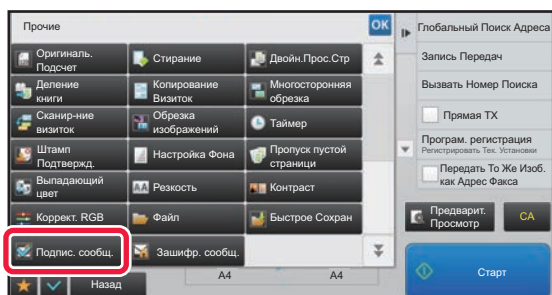 Прочие
OK
Оригиналь.
Подсчет
Стирание
Двойн.Прос.Стр
Деление
книги
Копирование
Визиток
Многосторонняя
обрезка
Сканир-ние
визиток
Обрезка
изображений
Таймер
Штамп
Подтвержд.
Настройка Фона
Пропуск пустой
страници
Выпадающий
цвет
AA Резкость
Контраст
Коррект. RGB
Файл
Быстрое Сохран
Подпис. сообщ.
Зашифр. сообщ.
A4
A4
Назад
Глобальный Поиск Адреса
Запись Передач
Вызвать Номер Поиска
Прямая TX
Програм. регистрация
Регистрировать Тек. Установки
Передать То Же Изоб.
как Адрес Факса
Предварит.
Просмотр
CA
Старт